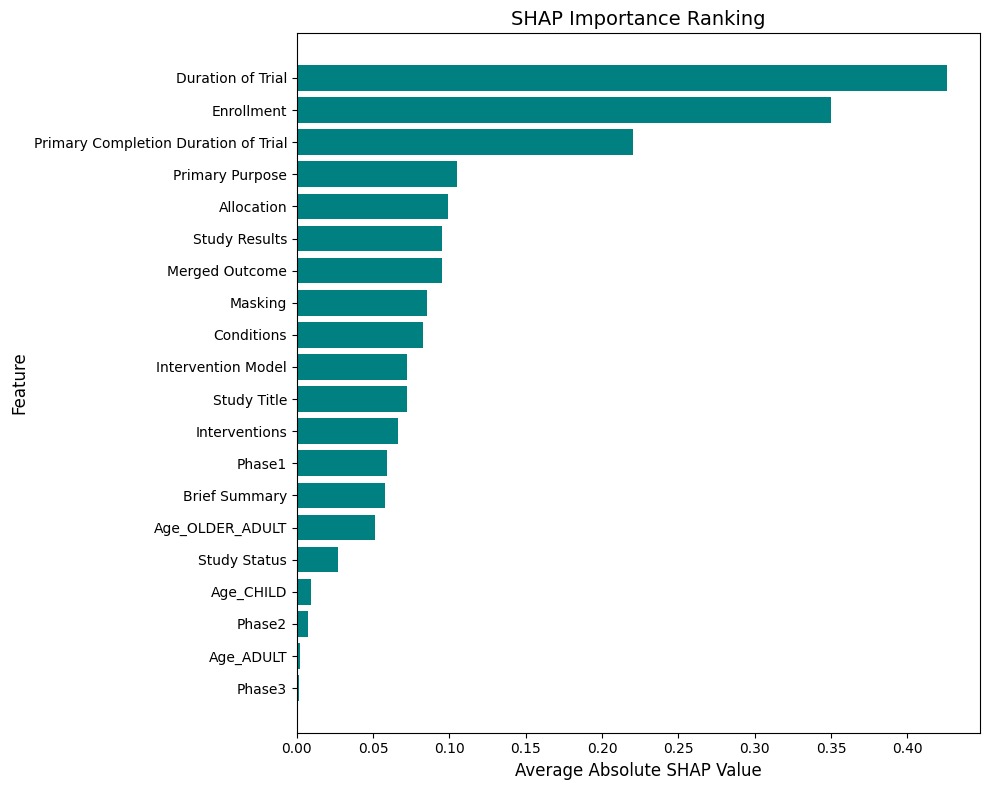 SHAP Importance Ranking
Feature
Duration of Trial
Enrollment
Primary Completion Duration of Trial
Primary Purpose
Allocation
Study Results
Merged Outcome
Masking
Conditions
Intervention Model
Study Title
Interventions
Phase1
Brief Summary
Age_OLDER_ADULT
Study Status
Age_CHILD
Phase2
Age_ADULT
Phase3
0.00 0.05 0.10 0.15 0.20 0.25 0.30 0.35 0.40
Average Absolute SHAP Value